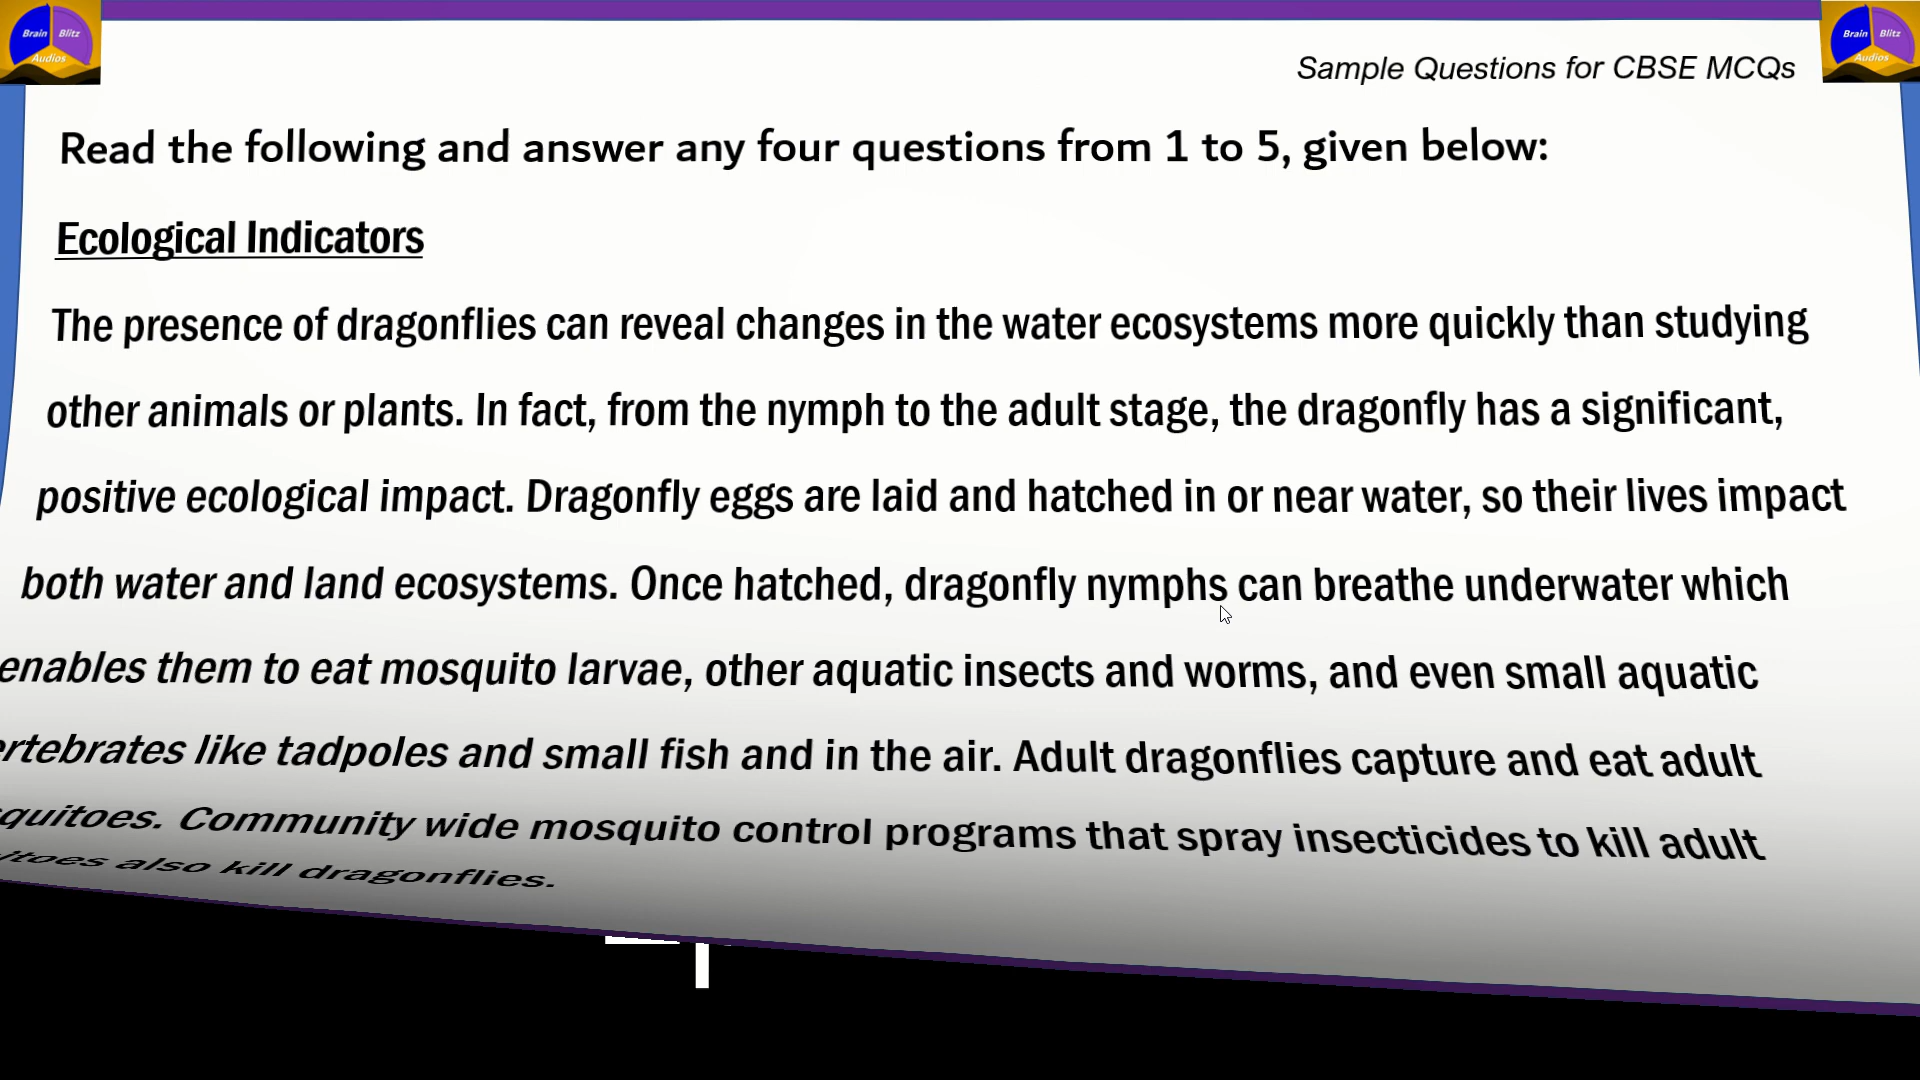 Brain Blitz
Audios
Brain Blitz
Audios
Sample Questions for CBSE MCQs
Read the following and answer any four questions from 1 to 5, given below:
Ecological Indicators
The presence of dragonflies can reveal changes in the water ecosystems more quickly than studying
other animals or plants. In fact, from the nymph to the adult stage, the dragonfly has a significant,
positive ecological impact. Dragonfly eggs are laid and hatched in or near water, so their lives impact
both water and land ecosystems. Once hatched, dragonfly nymphs can breathe underwater which
enables them to eat mosquito larvae, other aquatic insects and worms, and even small aquatic
like tadpoles and small fish and in the air. Adult dragonflies capture and eat adult
Community wide mosquito control programs that spray insecticides to kill adult
also kill dragonflies.